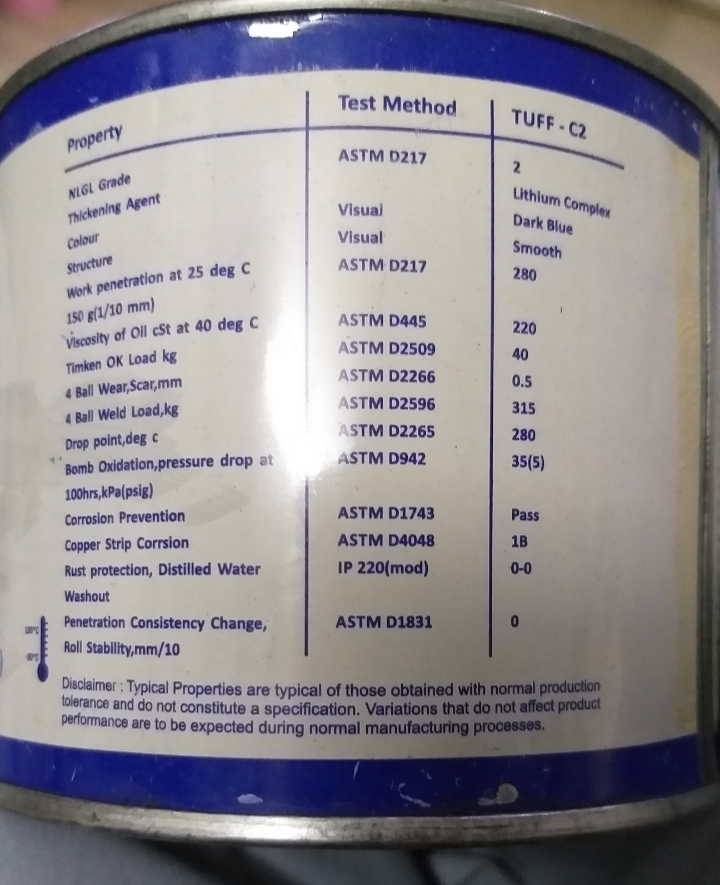 Property Test Method TUFF - C2
NLGL Grade ASTM D217 2
Thickening Agent Lithium Complex
Colour Visual Dark Blue
Structure Visual Smooth
Work penetration at 25 deg C ASTM D217 280
150 g(1/10 mm)
Viscosity of Oil cSt at 40 deg C ASTM D445 220
Timken OK Load kg ASTM D2509 40
4 Ball Wear,Scar,mm ASTM D2266 0.5
4 Ball Weld Load,kg ASTM D2596 315
Drop point,deg c ASTM D2265 280
Bomb Oxidation,pressure drop at ASTM D942 35(5)
100hrs,kPa(psig)
Corrosion Prevention ASTM D1743 Pass
Copper Strip Corrsion ASTM D4048 1B
Rust protection, Distilled Water IP 220(mod) 0-0
Washout
Penetration Consistency Change, ASTM D1831 0
Roll Stability,mm/10
Disclaimer : Typical Properties are typical of those obtained with normal production
tolerance and do not constitute a specification. Variations that do not affect product
performance are to be expected during normal manufacturing processes.